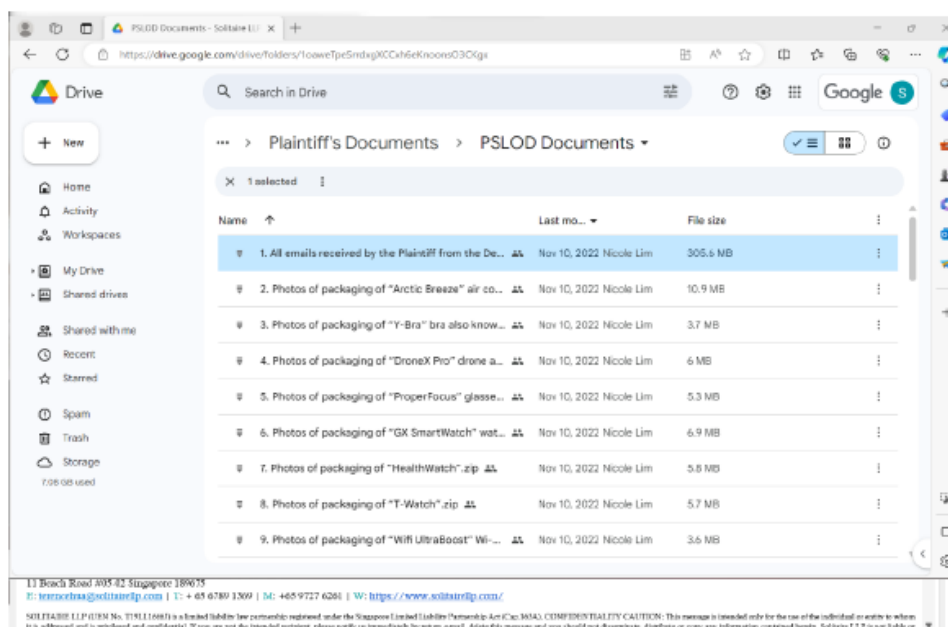 PSLOD Documents - Solitaire LL
https://drive.google.com/drive/folders/
Drive
Search in Drive
Google S
New
Plaintiff's Documents > PSLOD Documents
1 selected
Home
Activity
Workspaces
My Drive
Shared drives
Shared with me
Recent
Starred
Spam
Trash
Storage
7.08 GB used
Name Last mo... File size
1. All emails received by the Plaintiff from the De... Nov 10, 2022 Nicole Lim 305.6 MB
2. Photos of packaging of "Arctic Breeze" air co... Nov 10, 2022 Nicole Lim 10.9 MB
3. Photos of packaging of "Y-Bra" bra also know... Nov 10, 2022 Nicole Lim 3.7 MB
4. Photos of packaging of "DroneX Pro" drone a... Nov 10, 2022 Nicole Lim 6 MB
5. Photos of packaging of "ProperFocus" glasse... Nov 10, 2022 Nicole Lim 5.3 MB
6. Photos of packaging of "GX SmartWatch" wat... Nov 10, 2022 Nicole Lim 6.9 MB
7. Photos of packaging of "HealthWatch".zip Nov 10, 2022 Nicole Lim 5.8 MB
8. Photos of packaging of "T-Watch".zip Nov 10, 2022 Nicole Lim 5.7 MB
9. Photos of packaging of "Wifi UltraBoost" Wi-... Nov 10, 2022 Nicole Lim 3.6 MB
11 Beach Road #05-02 Singapore 189675
E: | T: + 65 6789 1369 | M: +65 9727 6261 | W: https://www.solitairellp.com/
SOLITAIRE LLP (UEN No. ) is a limited liability law partnership registered under the Singapore Limited Liability Partnership Act (Cap. 163A). CONFIDENTIALITY CAUTION: This message is intended only for the use of the individual or entity to whom